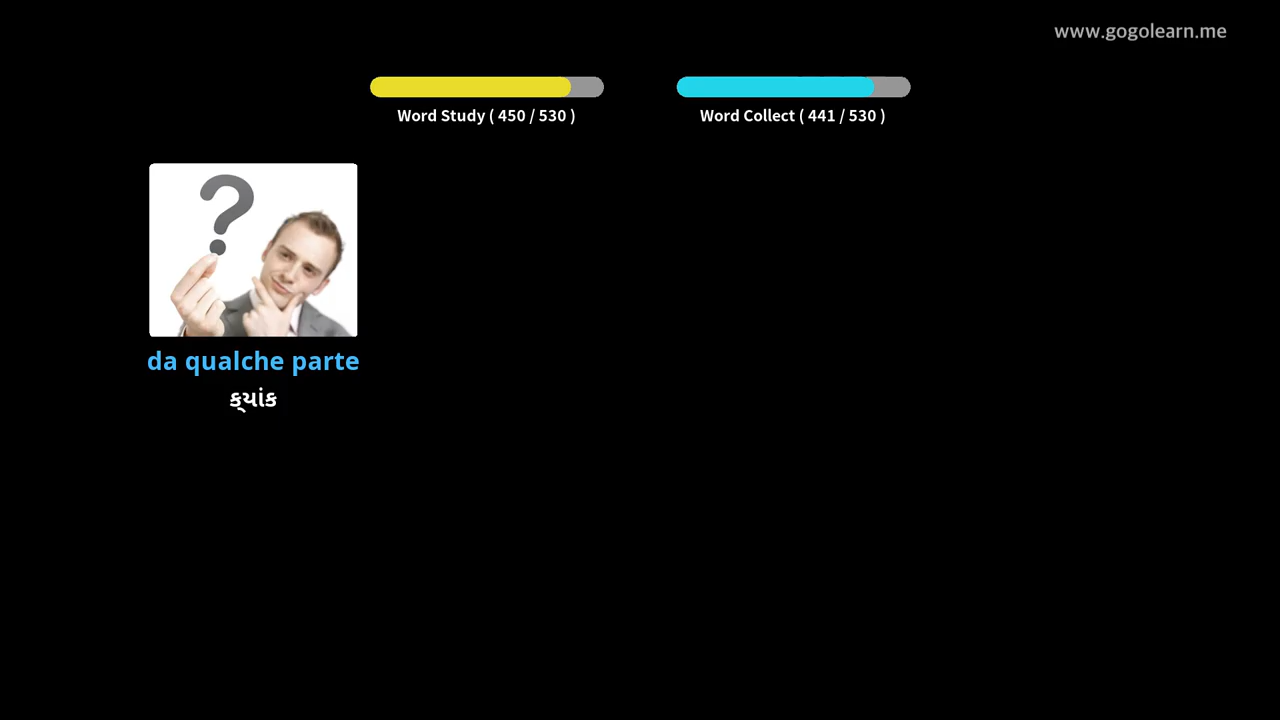 www.gogolearn.me
Word Study ( 450 / 530 )
Word Collect ( 441 / 530 )
da qualche parte
ક્યાંક